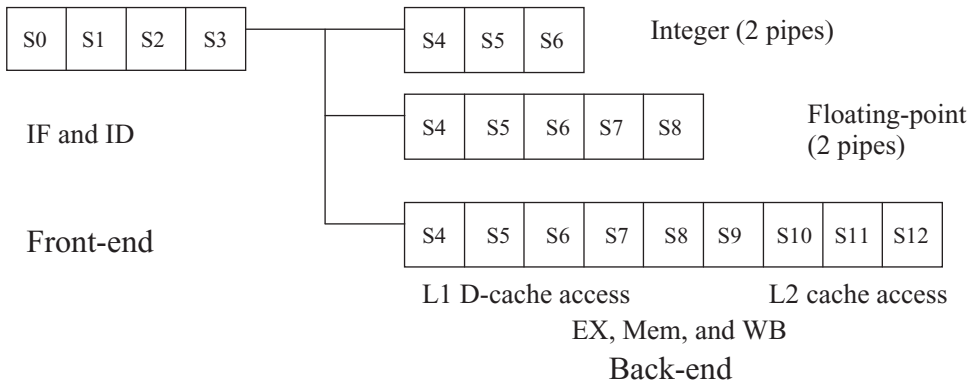 S0 S1 S2 S3
S4 S5 S6
Integer (2 pipes)
IF and ID
S4 S5 S6 S7 S8
Floating-point
(2 pipes)
Front-end
S4 S5 S6 S7 S8 S9 S10 S11 S12
L1 D-cache access
L2 cache access
EX, Mem, and WB
Back-end